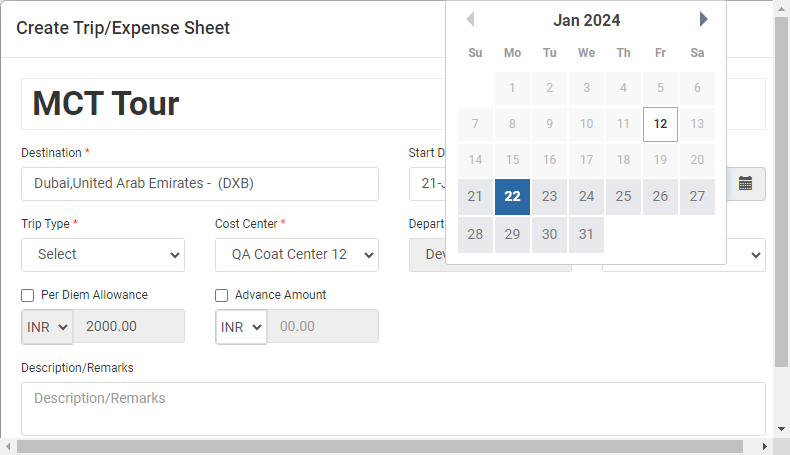 Create Trip/Expense Sheet
MCT Tour
Destination *
Dubai,United Arab Emirates - (DXB)
Start D
21-J
Trip Type *
Select
Cost Center *
QA Coat Center 12
Depart
Dev
Per Diem Allowance
INR 2000.00
Advance Amount
INR 00.00
Description/Remarks
Description/Remarks
Jan 2024
Su Mo Tu We Th Fr Sa
1 2 3 4 5 6
7 8 9 10 11 12 13
14 15 16 17 18 19 20
21 22 23 24 25 26 27
28 29 30 31